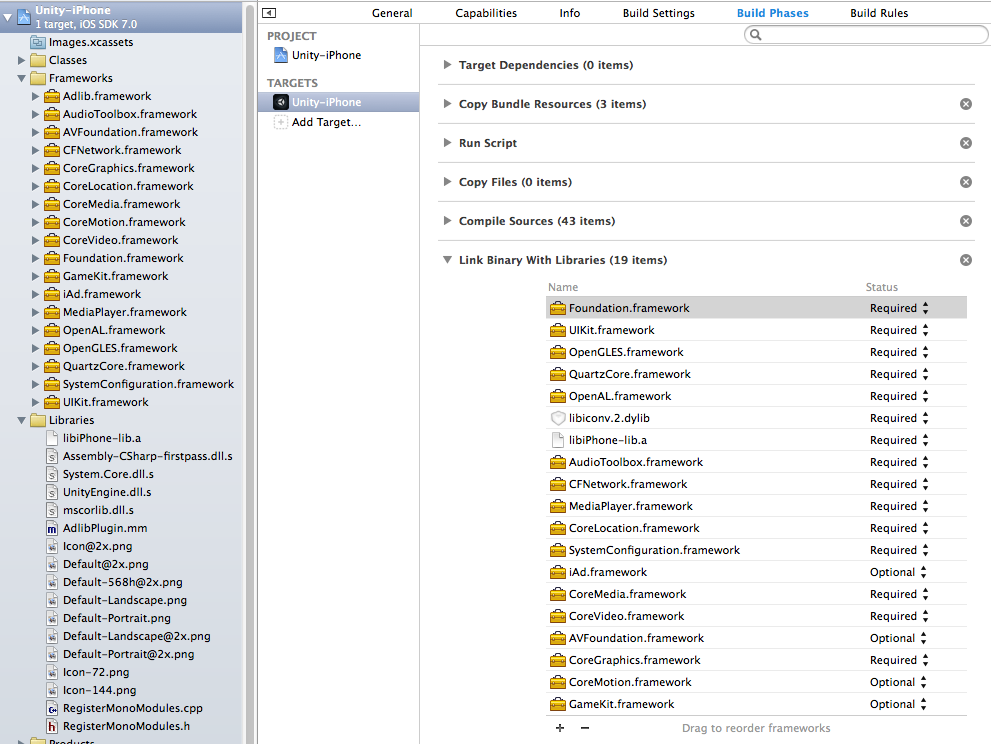 Unity-iPhone
1 target, iOS SDK 7.0
Images.xcassets
Classes
Frameworks
Adlib.framework
AudioToolbox.framework
AVFoundation.framework
CFNetwork.framework
CoreGraphics.framework
CoreLocation.framework
CoreMedia.framework
CoreMotion.framework
CoreVideo.framework
Foundation.framework
GameKit.framework
iAd.framework
MediaPlayer.framework
OpenAL.framework
OpenGLES.framework
QuartzCore.framework
SystemConfiguration.framework
UIKit.framework
Libraries
libiPhone-lib.a
Assembly-CSharp-firstpass.dll.s
System.Core.dll.s
UnityEngine.dll.s
mscorlib.dll.s
AdlibPlugin.mm
Icon@2x.png
Default@2x.png
Default-568h@2x.png
Default-Landscape.png
Default-Portrait.png
Default-Landscape@2x.png
Default-Portrait@2x.png
Icon-72.png
Icon-144.png
RegisterMonoModules.cpp
RegisterMonoModules.h
Products
General Capabilities Info Build Settings Build Phases Build Rules
PROJECT
Unity-iPhone
TARGETS
Unity-iPhone
Add Target...
Target Dependencies (0 items)
Copy Bundle Resources (3 items)
Run Script
Copy Files (0 items)
Compile Sources (43 items)
Link Binary With Libraries (19 items)
Name Status
Foundation.framework Required
UIKit.framework Required
OpenGLES.framework Required
QuartzCore.framework Required
OpenAL.framework Required
libiconv.2.dylib Required
libiPhone-lib.a Required
AudioToolbox.framework Required
CFNetwork.framework Required
MediaPlayer.framework Required
CoreLocation.framework Required
SystemConfiguration.framework Required
iAd.framework Optional
CoreMedia.framework Required
CoreVideo.framework Required
AVFoundation.framework Optional
CoreGraphics.framework Required
CoreMotion.framework Optional
GameKit.framework Optional
+ − Drag to reorder frameworks